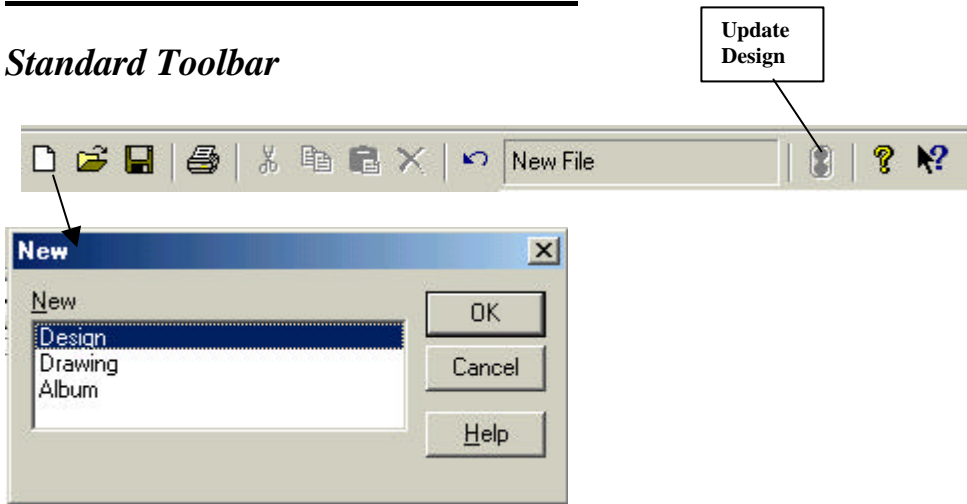 Update
Design
Standard Toolbar
New File
New
New
Design
Drawing
Album
OK
Cancel
Help